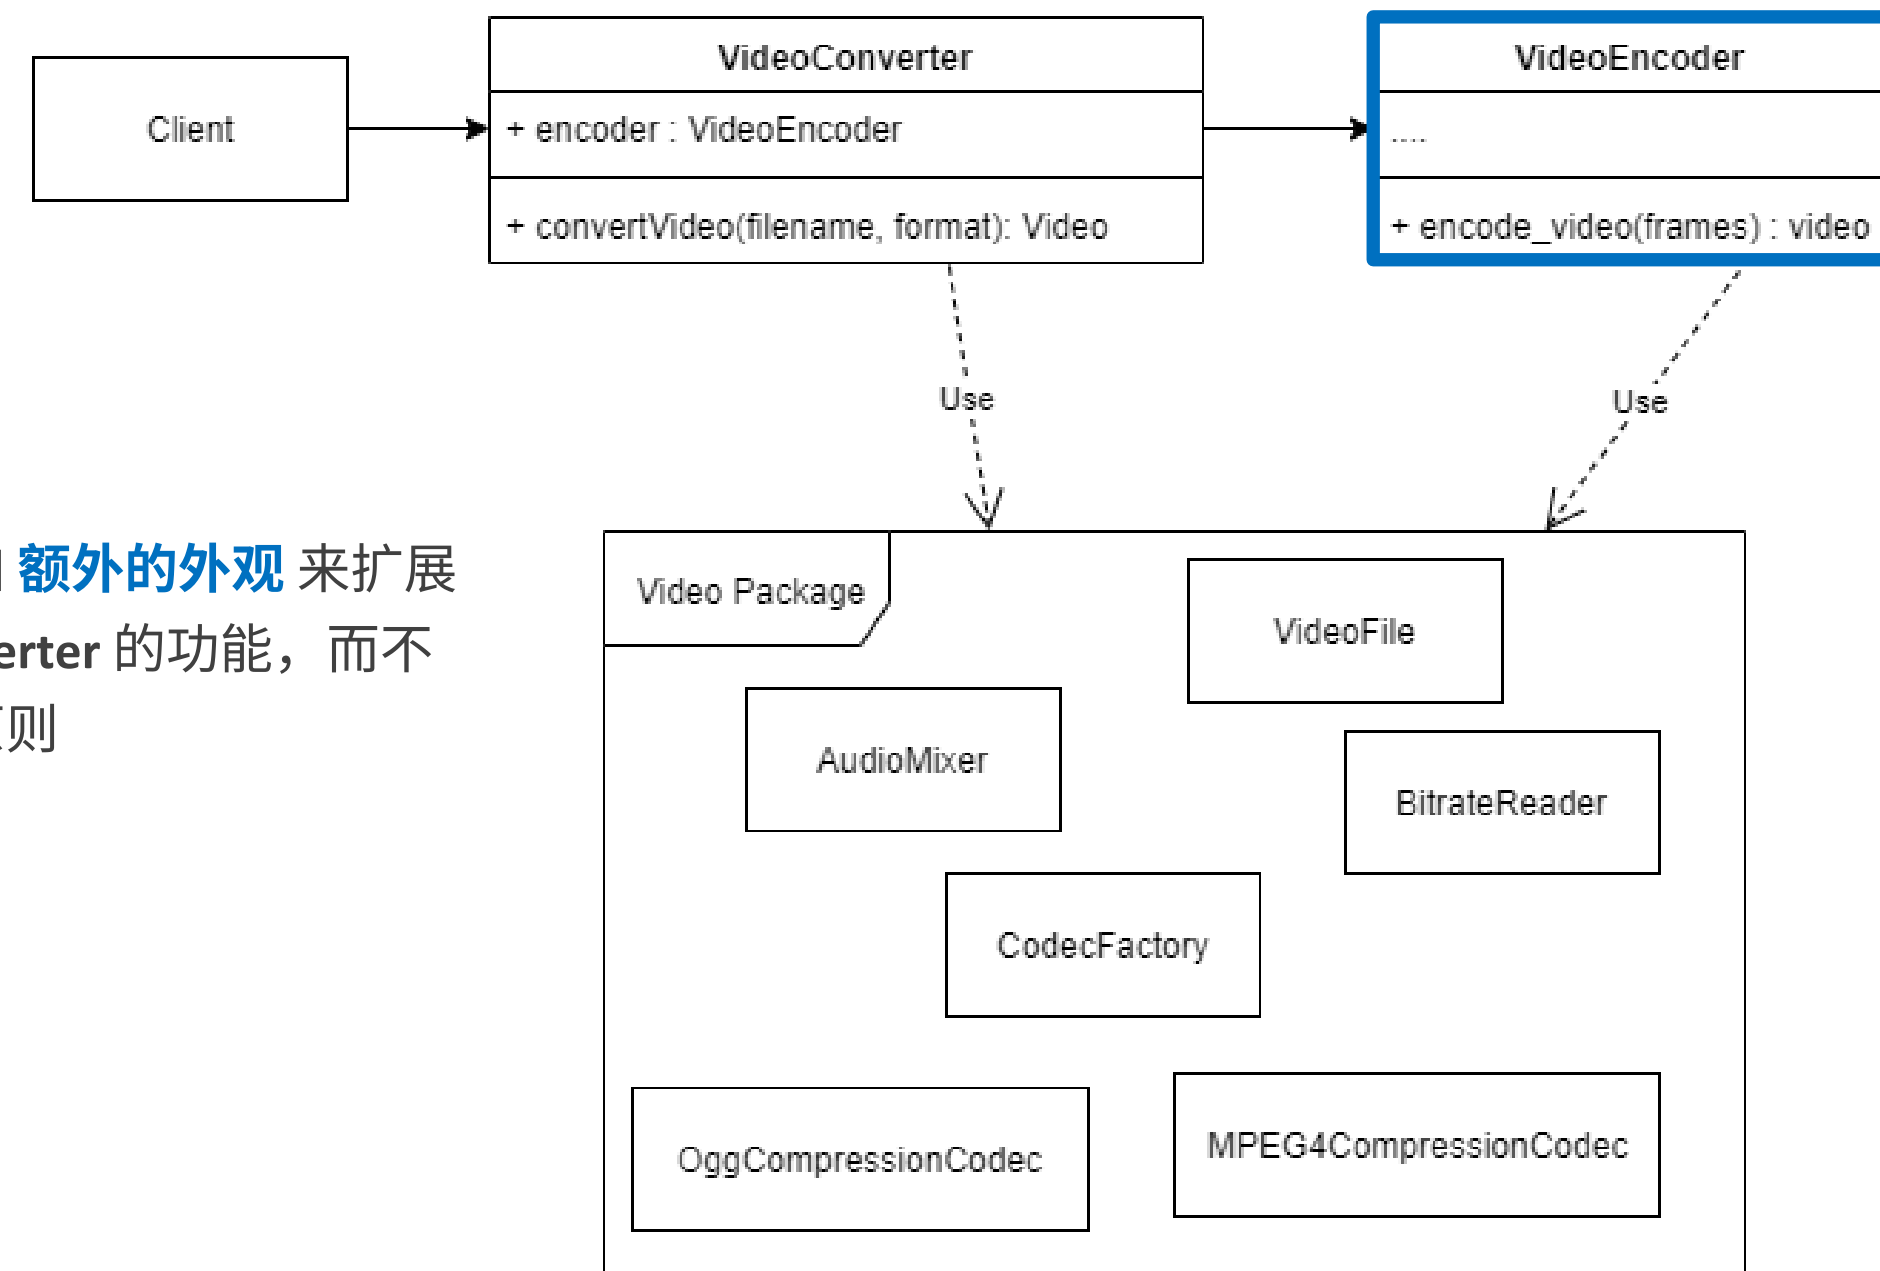 VideoConverter
VideoEncoder
Client
+ encoder : VideoEncoder
....
+ convertVideo(filename, format): Video
+ encode_video(frames) : video
Use
Use
额外的外观 来扩展
erter 的功能，而不
则
Video Package
VideoFile
AudioMixer
BitrateReader
CodecFactory
OggCompressionCodec
MPEG4CompressionCodec